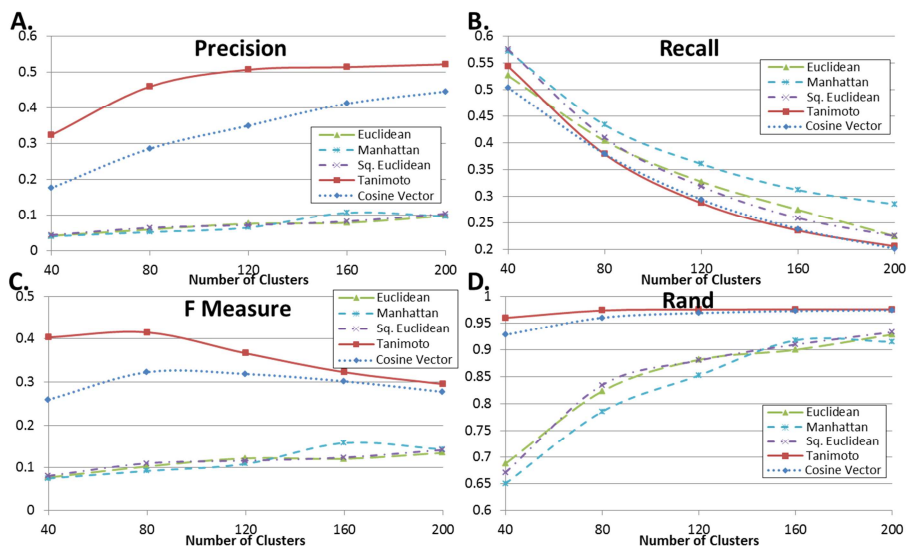 A.
Precision
0.6
0.5
0.4
0.3
0.2
0.1
0
Euclidean
Manhattan
Sq. Euclidean
Tanimoto
Cosine Vector
40
80
120
160
200
Number of Clusters
B.
Recall
0.6
0.55
0.5
0.45
0.4
0.35
0.3
0.25
0.2
Euclidean
Manhattan
Sq. Euclidean
Tanimoto
Cosine Vector
40
80
120
160
200
Number of Clusters
C.
F Measure
0.5
0.4
0.3
0.2
0.1
0
Euclidean
Manhattan
Sq. Euclidean
Tanimoto
Cosine Vector
40
80
120
160
200
Number of Clusters
D.
Rand
1
0.95
0.9
0.85
0.8
0.75
0.7
0.65
0.6
Euclidean
Manhattan
Sq. Euclidean
Tanimoto
Cosine Vector
40
80
120
160
200
Number of Clusters